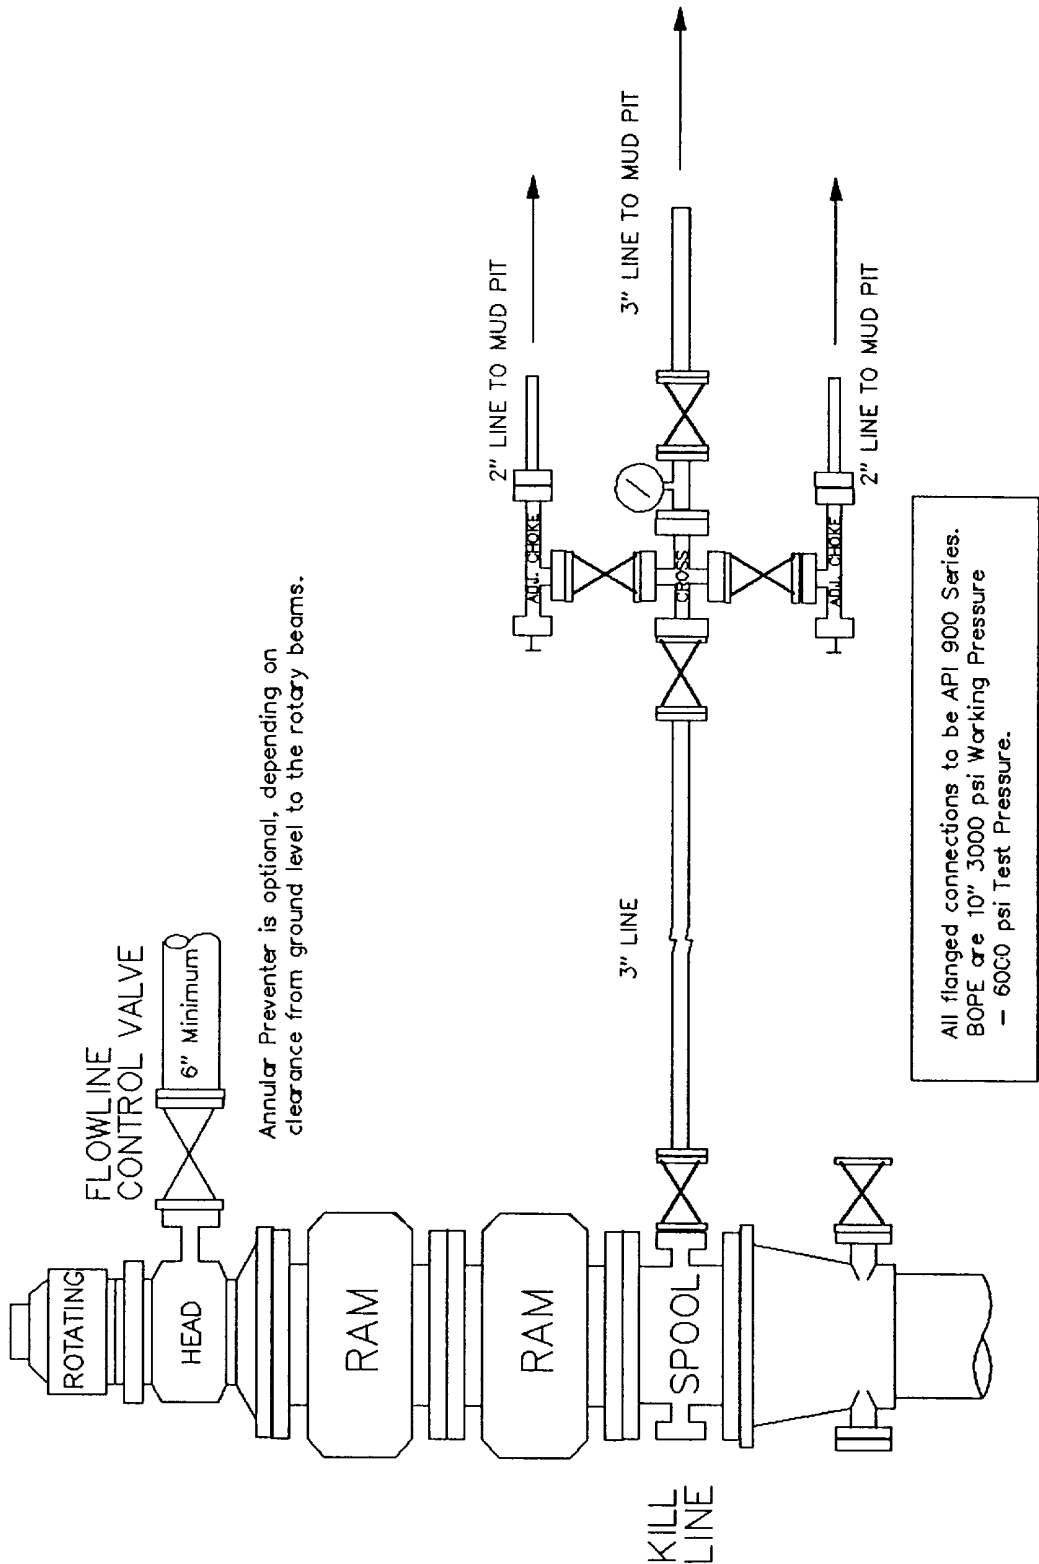 ROTATING
HEAD
FLOWLINE
CONTROL VALVE
6" Minimum
Annular Preventer is optional, depending on
clearance from ground level to the rotary beams.
RAM
RAM
KILL
LINE
SPOOL
3" LINE
CROSS
ADJ. CHOKE
2" LINE TO MUD PIT
3" LINE TO MUD PIT
ADJ. CHOKE
2" LINE TO MUD PIT
All flanged connections to be API 900 Series.
BOPE are 10" 3000 psi Working Pressure
– 6000 psi Test Pressure.